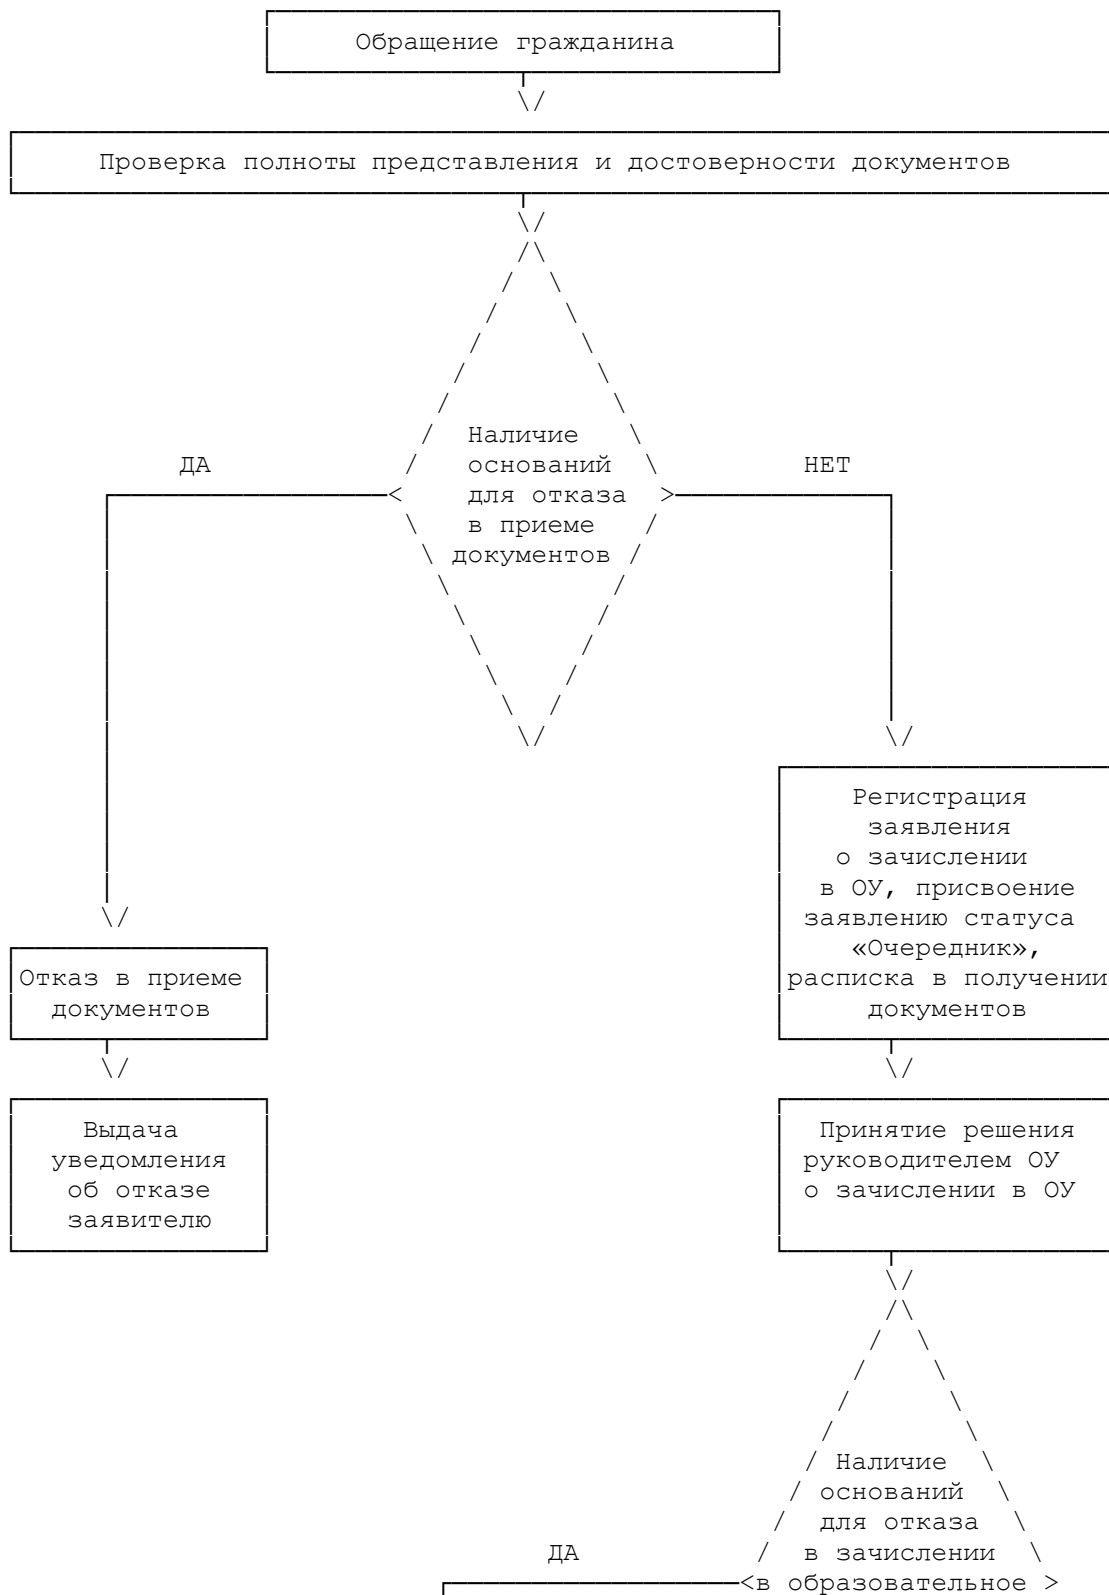 Обращение гражданина
Проверка полноты представления и достоверности документов
Наличие
оснований
для отказа
в приеме
документов
ДА
НЕТ
Регистрация
заявления
о зачислении
в ОУ, присвоение
заявлению статуса
«Очередник»,
расписка в получении
документов
Отказ в приеме
документов
Выдача
уведомления
об отказе
заявителю
Принятие решения
руководителем ОУ
о зачислении в ОУ
Наличие
оснований
для отказа
в зачислении
в образовательное
ДА